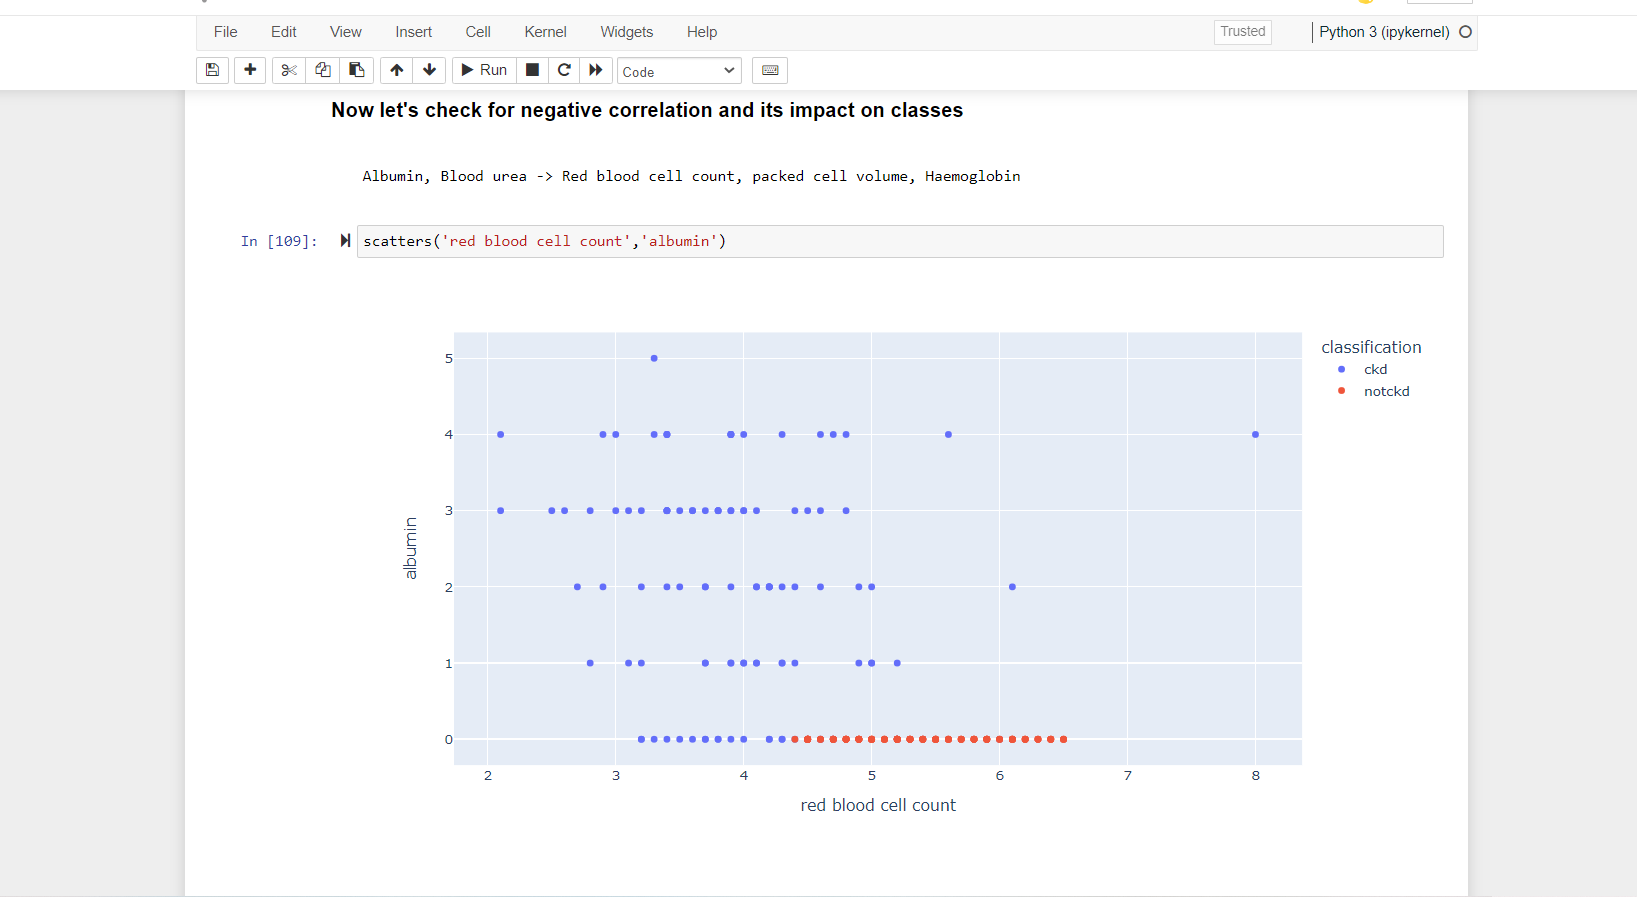 File Edit View Insert Cell Kernel Widgets Help Trusted Python 3 (ipykernel)
Run Code
Now let's check for negative correlation and its impact on classes
Albumin, Blood urea -> Red blood cell count, packed cell volume, Haemoglobin
In [109]: scatters('red blood cell count','albumin')
classification
ckd
notckd
5
4
3
2
1
0
albumin
2 3 4 5 6 7 8
red blood cell count